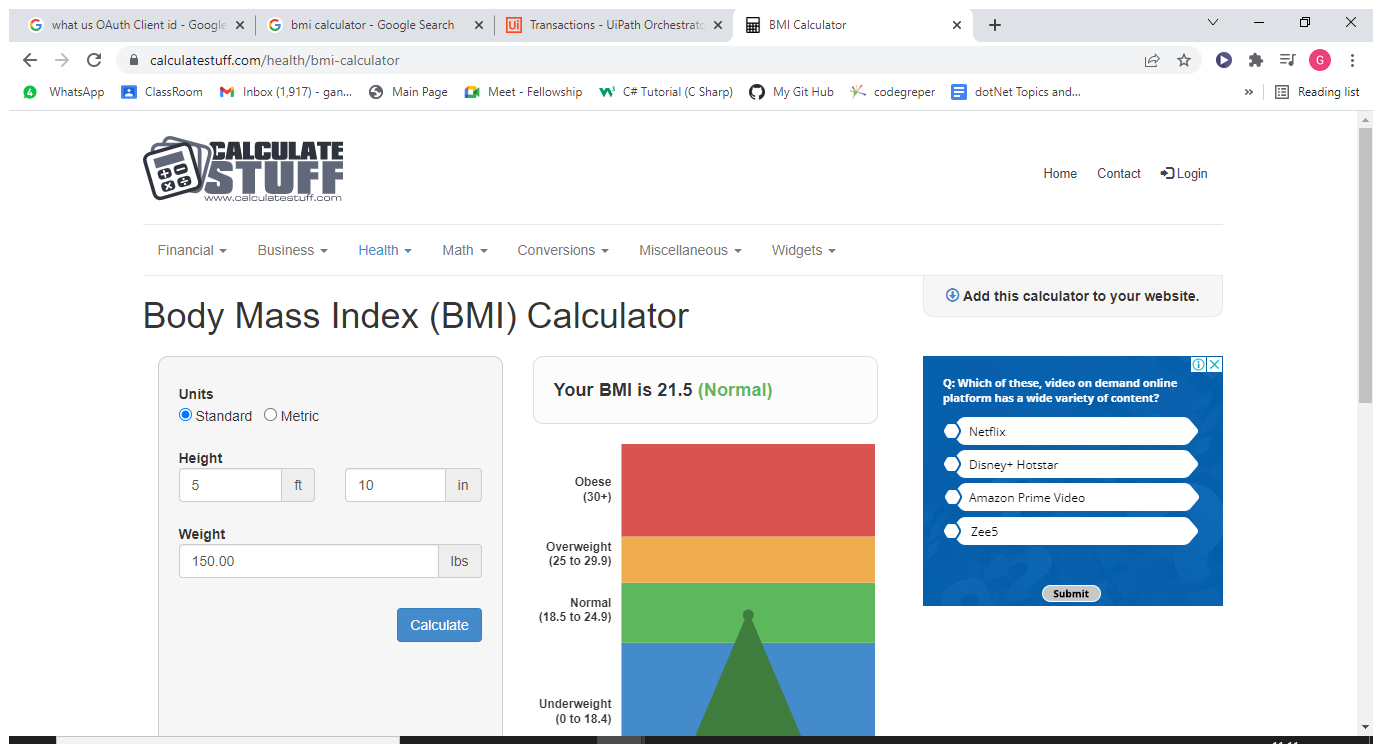 what us OAuth Client id - Google
bmi calculator - Google Search
Ui Transactions - UiPath Orchestrato
BMI Calculator
calculatestuff.com/health/bmi-calculator
G
4 WhatsApp
ClassRoom
Inbox (1,917) - gan...
Main Page
Meet - Fellowship
C# Tutorial (C Sharp)
My Git Hub
codegreper
dotNet Topics and...
»
Reading list
CALCULATE
STUFF
www.calculatestuff.com
Home Contact Login
Financial Business Health Math Conversions Miscellaneous Widgets
Add this calculator to your website.
Body Mass Index (BMI) Calculator
Units
Standard Metric
Height
5 ft 10 in
Weight
150.00 lbs
Calculate
Your BMI is 21.5 (Normal)
Obese
(30+)
Overweight
(25 to 29.9)
Normal
(18.5 to 24.9)
Underweight
(0 to 18.4)
Q: Which of these, video on demand online
platform has a wide variety of content?
Netflix
Disney+ Hotstar
Amazon Prime Video
Zee5
Submit